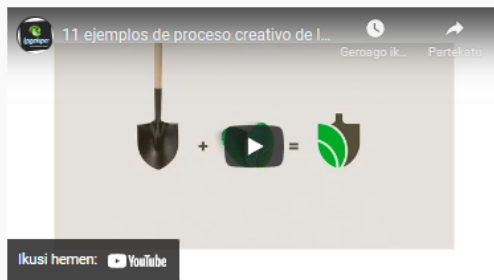 11 ejemplos de proceso creativo de l...
Geroago ik...
Partekatu
+
=
Ikusi hemen:
YouTube